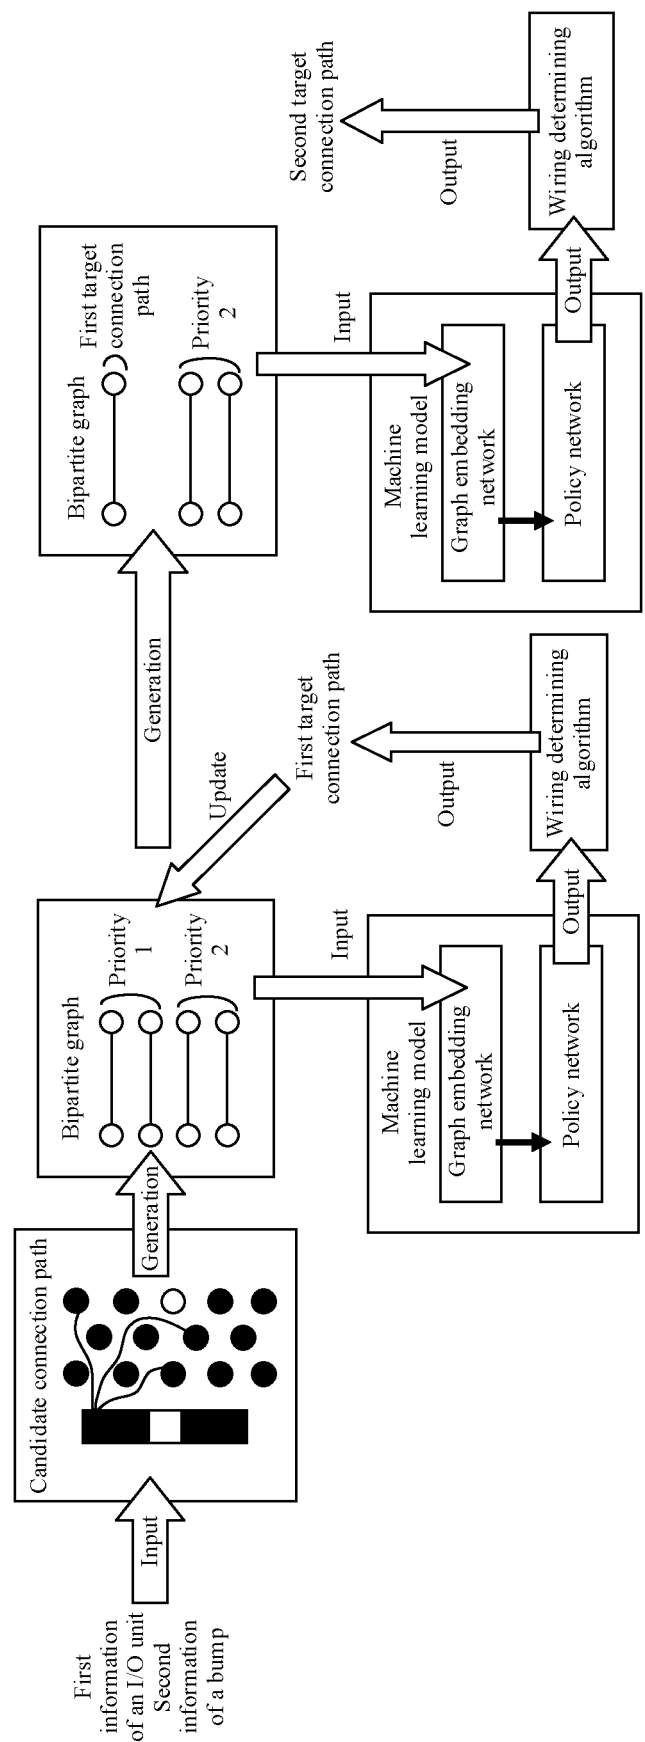 First
information
of an I/O unit
Second
information
of a bump
Input
Candidate connection path
Generation
Bipartite graph
Priority
1
Priority
2
Input
Machine
learning model
Graph embedding
network
Policy network
Output
Wiring determining
algorithm
Output
First target
connection path
Update
Generation
Bipartite graph
First target
connection
path
Priority
2
Input
Machine
learning model
Graph embedding
network
Policy network
Output
Wiring determining
algorithm
Output
Second target
connection path